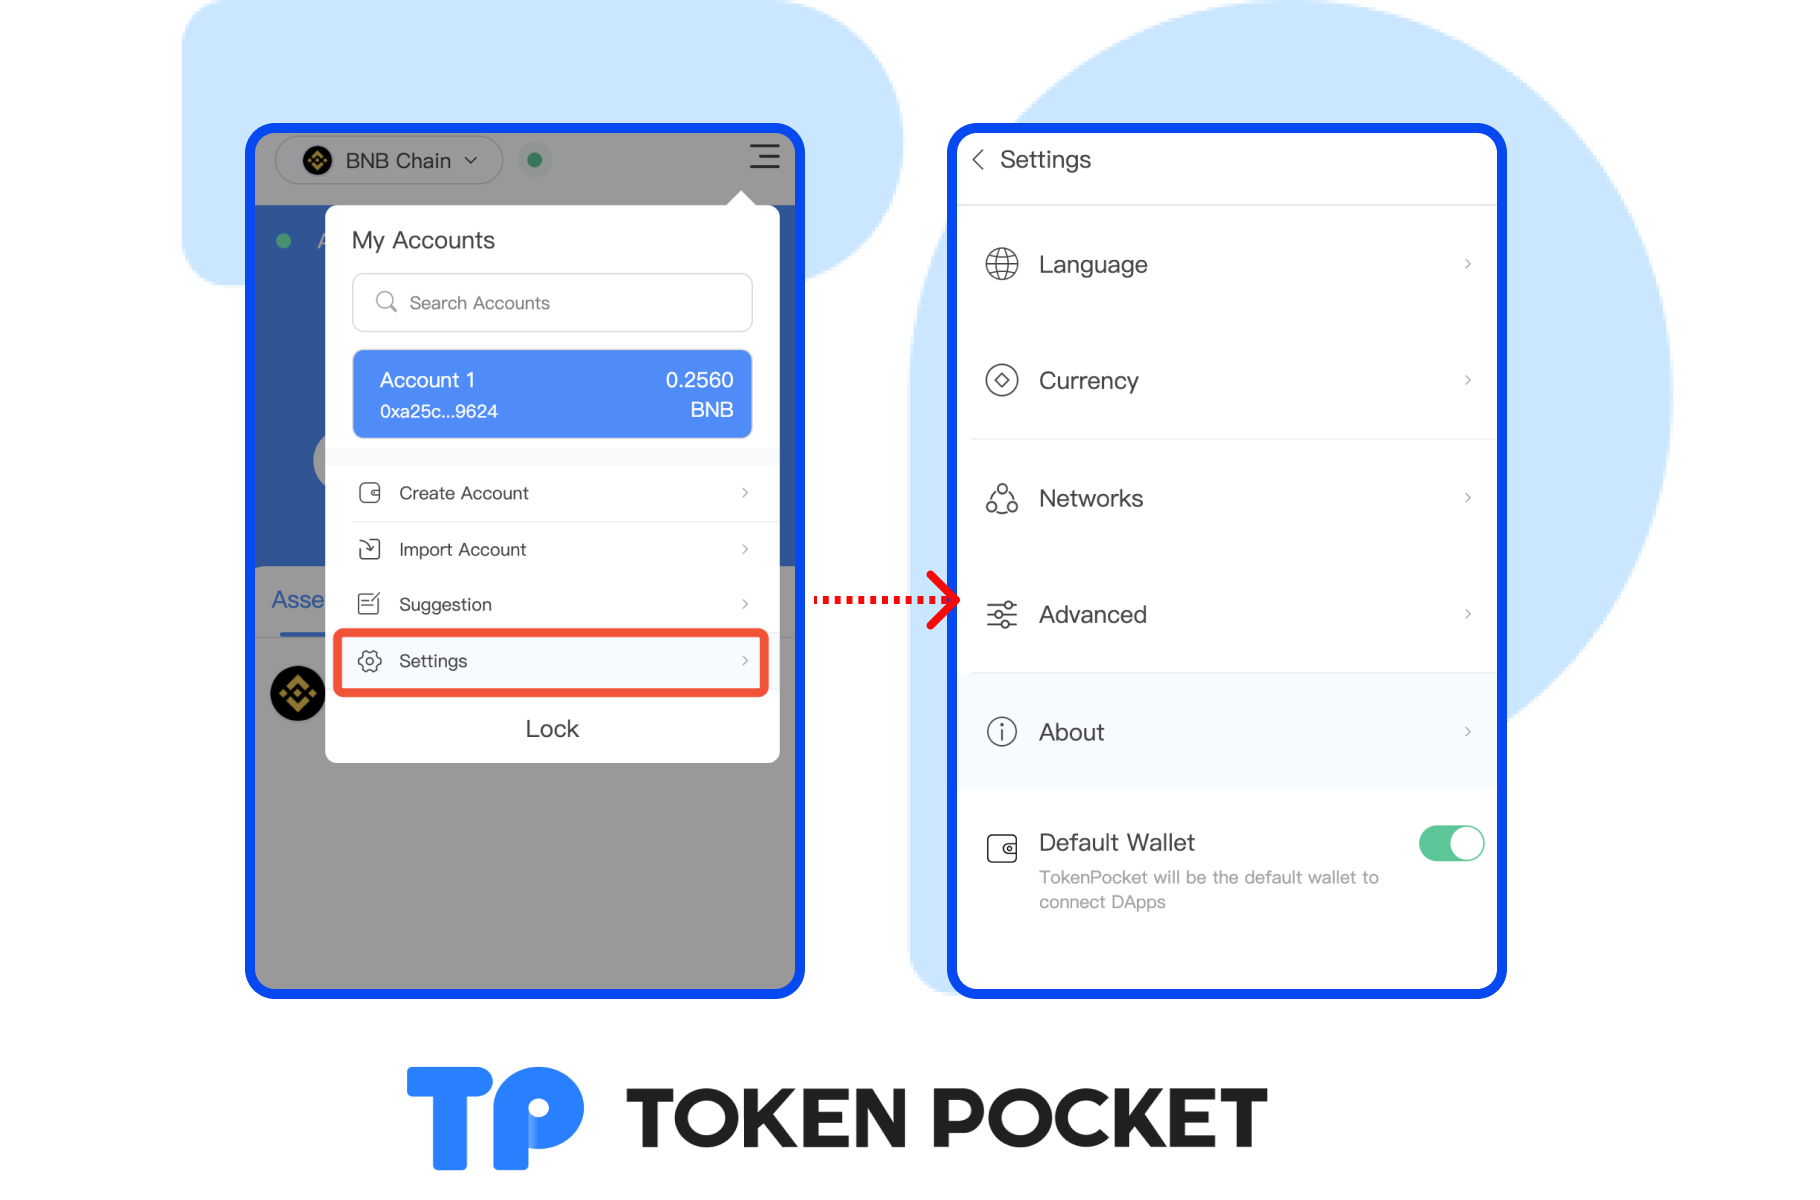 BNB Chain
My Accounts
Search Accounts
Account 1
0.2560
0xa25c...9624
BNB
Create Account
Import Account
Asse
Suggestion
Settings
Lock
Settings
Language
Currency
Networks
Advanced
About
Default Wallet
TokenPocket will be the default wallet to
connect DApps
TP TOKEN POCKET